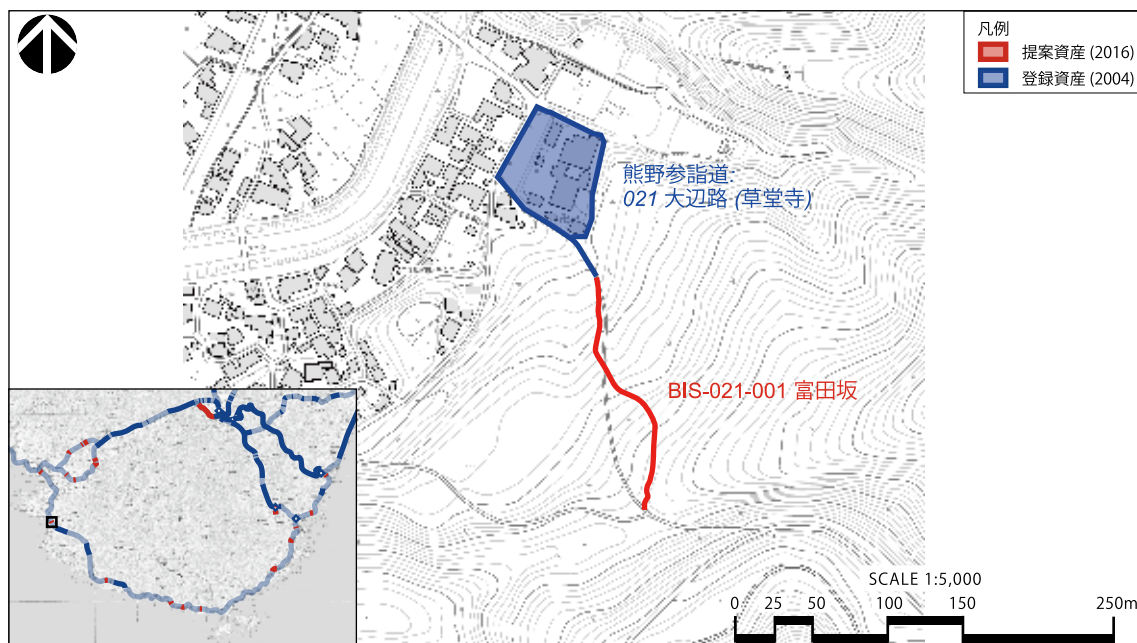 凡例
提案資産 (2016)
登録資産 (2004)
熊野参詣道:
021 大辺路 (草堂寺)
BIS-021-001 富田坂
SCALE 1:5,000
0 25 50 100 150 250m